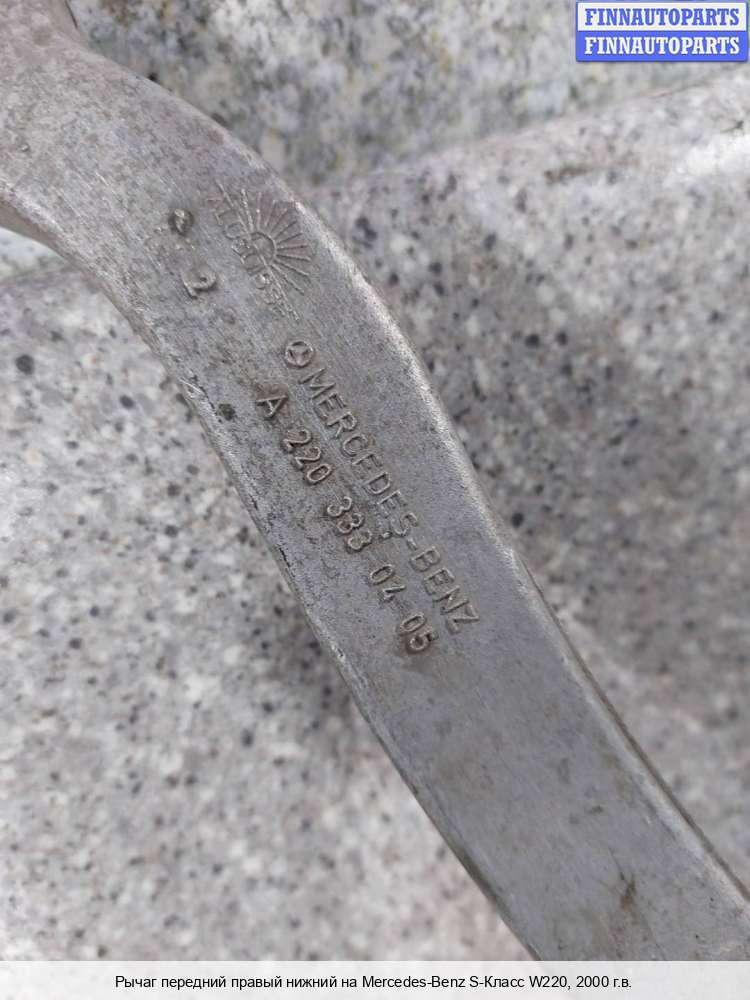 FINNAUTOPARTS
FINNAUTOPARTS
2
MERCEDES-BENZ
A 220 333 04 05
Рычаг передний правый нижний на Mercedes-Benz S-Класс W220, 2000 г.в.